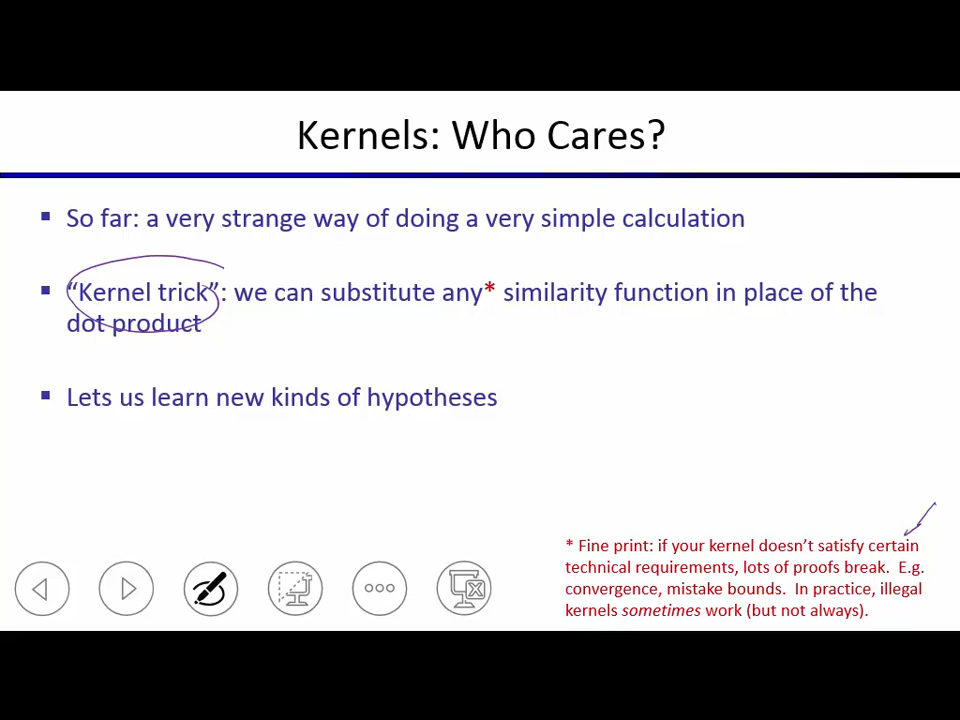 Kernels: Who Cares?
▪ So far: a very strange way of doing a very simple calculation
▪ “Kernel trick”: we can substitute any* similarity function in place of the
dot product
▪ Lets us learn new kinds of hypotheses
* Fine print: if your kernel doesn’t satisfy certain
technical requirements, lots of proofs break. E.g.
convergence, mistake bounds. In practice, illegal
kernels sometimes work (but not always).